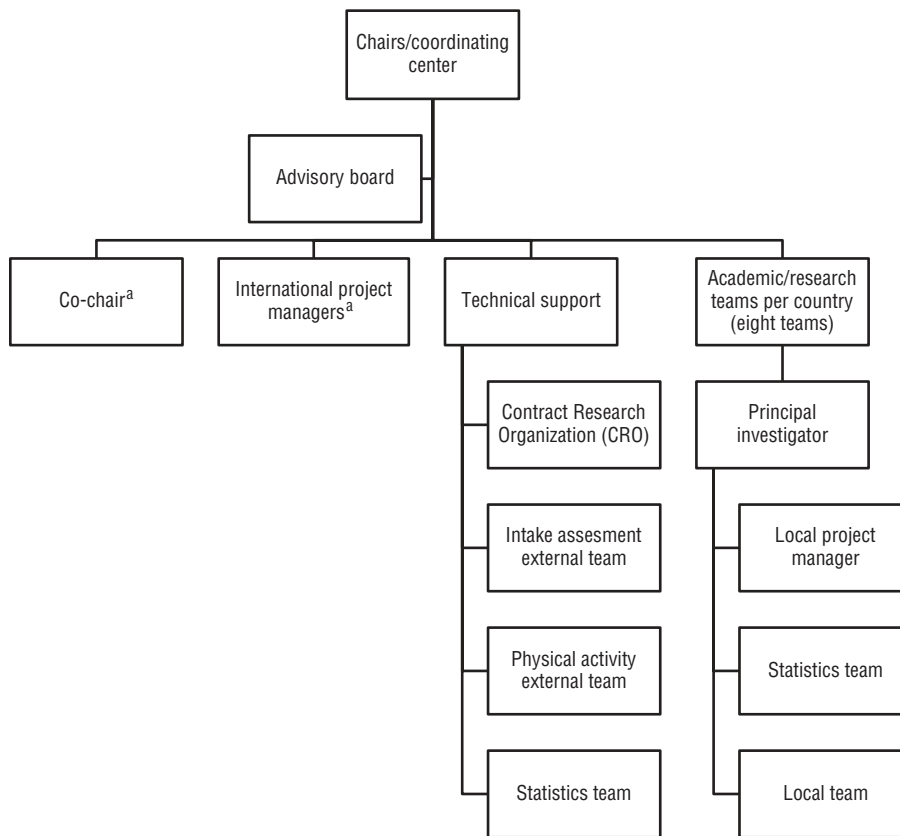 Chairs/coordinating
center
Advisory board
Co-chairᵃ
International project
managersᵃ
Technical support
Academic/research
teams per country
(eight teams)
Contract Research
Organization (CRO)
Principal
investigator
Intake assesment
external team
Local project
manager
Physical activity
external team
Statistics team
Statistics team
Local team